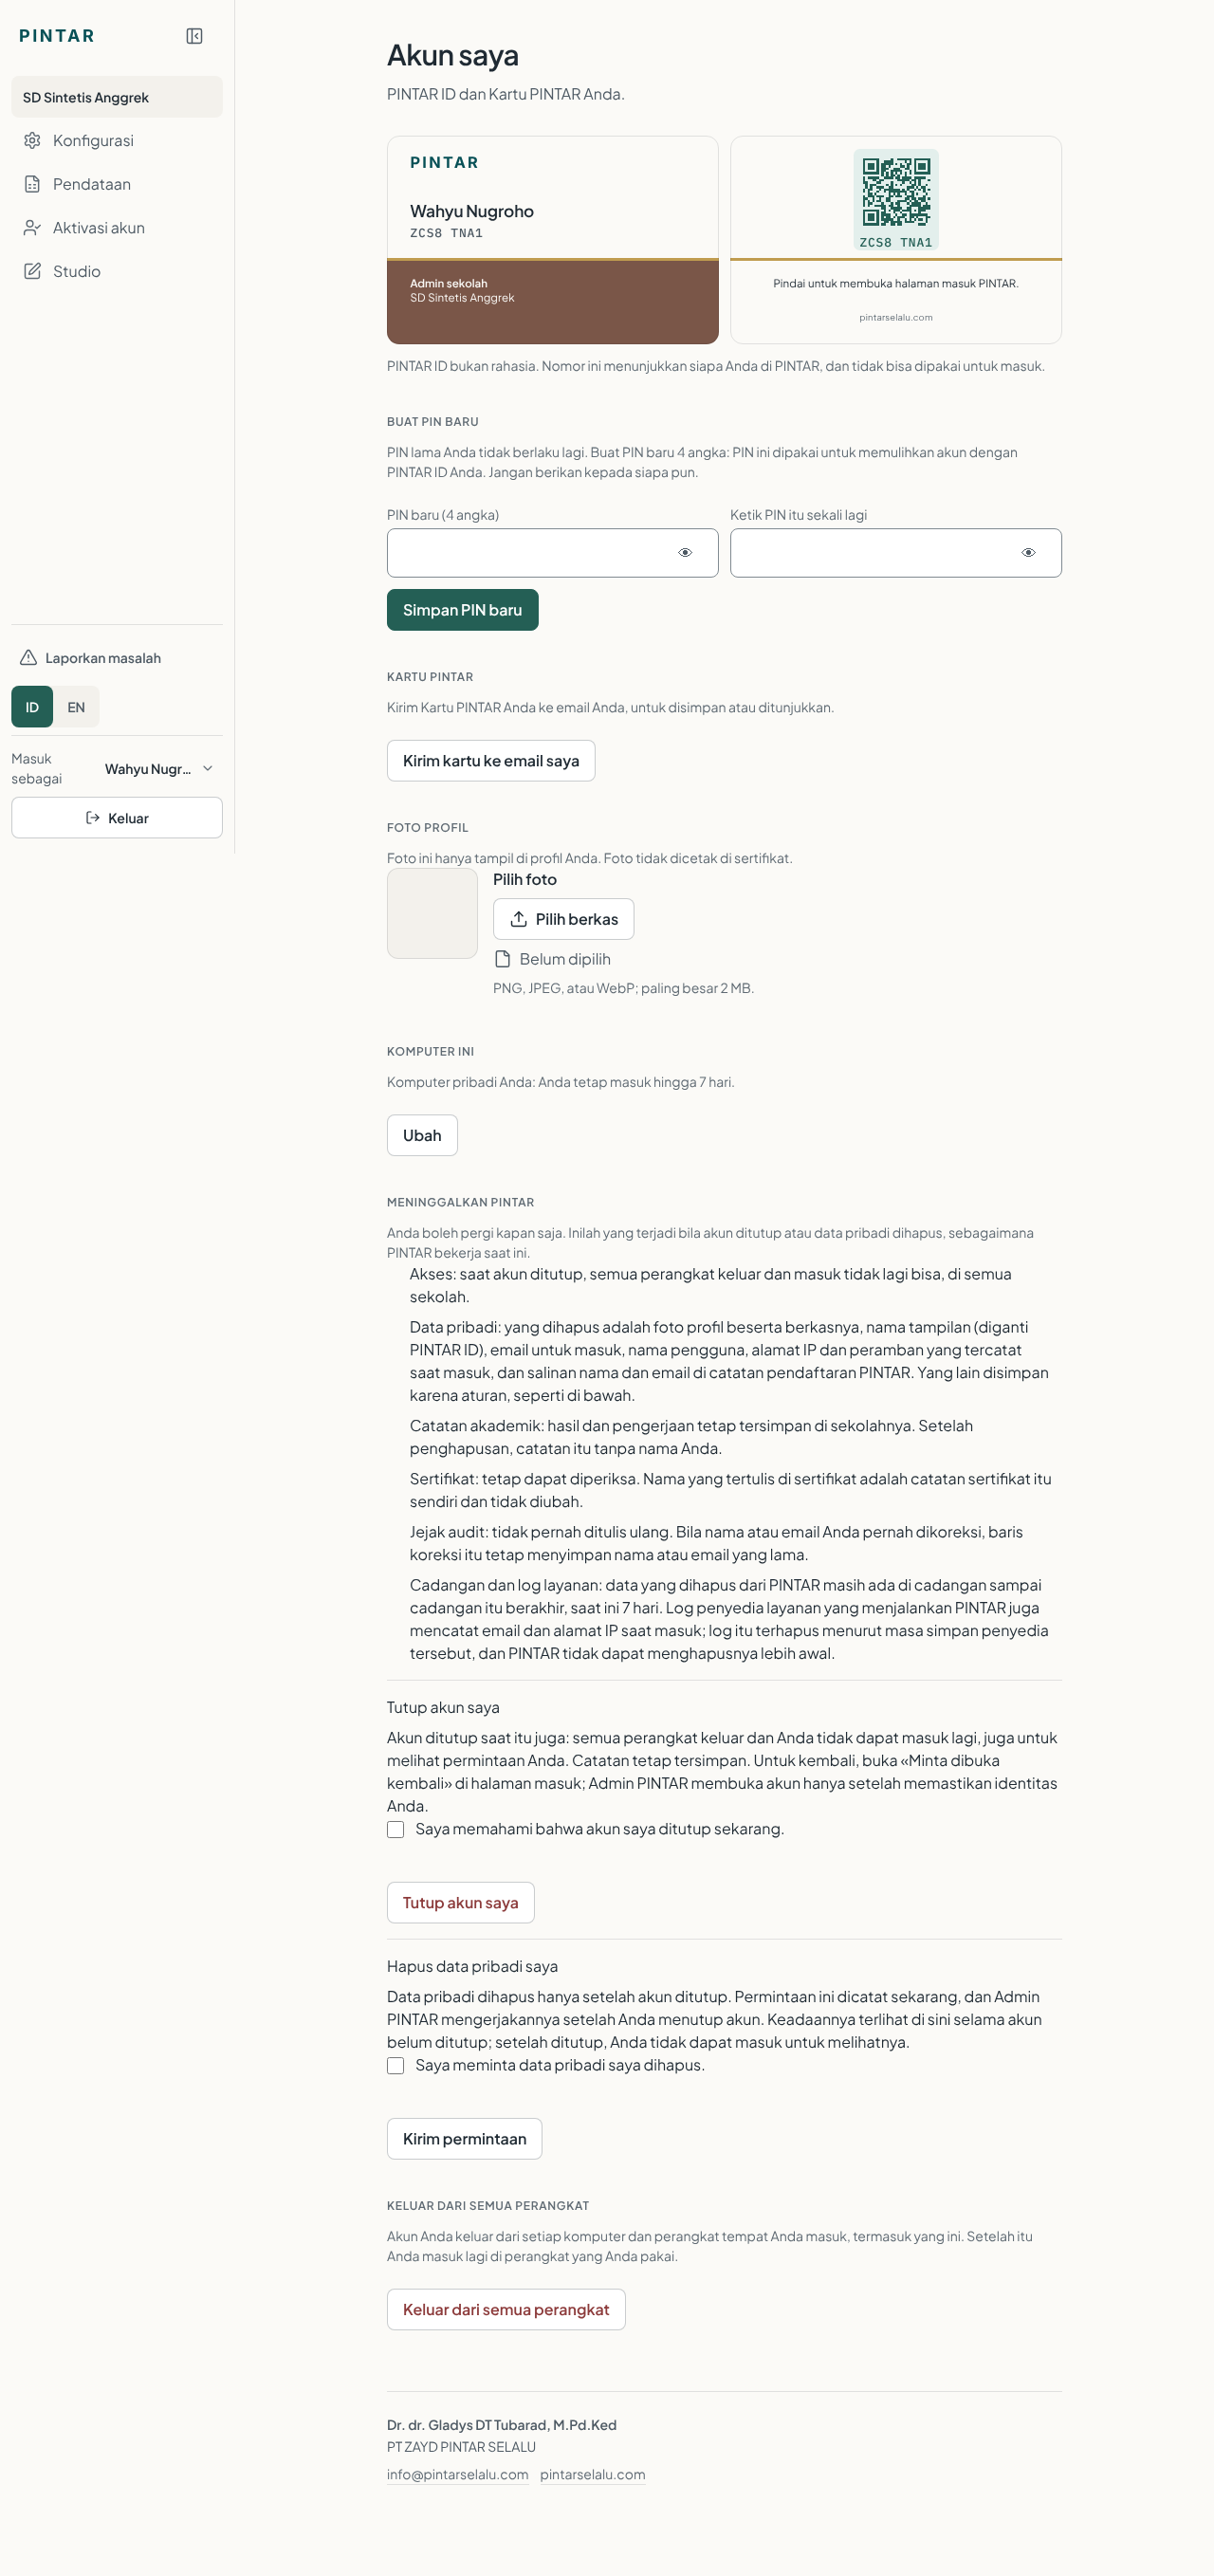 PINTAR
SD Sintetis Anggrek
Konfigurasi
Pendataan
Aktivasi akun
Studio
Laporkan masalah
ID EN
Masuk sebagai
Wahyu Nugr...
Keluar
Akun saya
PINTAR ID dan Kartu PINTAR Anda.
PINTAR
Wahyu Nugroho
ZCS8 TNA1
Admin sekolah
SD Sintetis Anggrek
ZCS8 TNA1
Pindai untuk membuka halaman masuk PINTAR.
pintarselalu.com
PINTAR ID bukan rahasia. Nomor ini menunjukkan siapa Anda di PINTAR, dan tidak bisa dipakai untuk masuk.
BUAT PIN BARU
PIN lama Anda tidak berlaku lagi. Buat PIN baru 4 angka: PIN ini dipakai untuk memulihkan akun dengan
PINTAR ID Anda. Jangan berikan kepada siapa pun.
PIN baru (4 angka)
Ketik PIN itu sekali lagi
Simpan PIN baru
KARTU PINTAR
Kirim Kartu PINTAR Anda ke email Anda, untuk disimpan atau ditunjukkan.
Kirim kartu ke email saya
FOTO PROFIL
Foto ini hanya tampil di profil Anda. Foto tidak dicetak di sertifikat.
Pilih foto
Pilih berkas
Belum dipilih
PNG, JPEG, atau WebP; paling besar 2 MB.
KOMPUTER INI
Komputer pribadi Anda: Anda tetap masuk hingga 7 hari.
Ubah
MENINGGALKAN PINTAR
Anda boleh pergi kapan saja. Inilah yang terjadi bila akun ditutup atau data pribadi dihapus, sebagaimana
PINTAR bekerja saat ini.
Akses: saat akun ditutup, semua perangkat keluar dan masuk tidak lagi bisa, di semua
sekolah.
Data pribadi: yang dihapus adalah foto profil beserta berkasnya, nama tampilan (diganti
PINTAR ID), email untuk masuk, nama pengguna, alamat IP dan peramban yang tercatat
saat masuk, dan salinan nama dan email di catatan pendaftaran PINTAR. Yang lain disimpan
karena aturan, seperti di bawah.
Catatan akademik: hasil dan pengerjaan tetap tersimpan di sekolahnya. Setelah
penghapusan, catatan itu tanpa nama Anda.
Sertifikat: tetap dapat diperiksa. Nama yang tertulis di sertifikat adalah catatan sertifikat itu
sendiri dan tidak diubah.
Jejak audit: tidak pernah ditulis ulang. Bila nama atau email Anda pernah dikoreksi, baris
koreksi itu tetap menyimpan nama atau email yang lama.
Cadangan dan log layanan: data yang dihapus dari PINTAR masih ada di cadangan sampai
cadangan itu berakhir, saat ini 7 hari. Log penyedia layanan yang menjalankan PINTAR juga
mencatat email dan alamat IP saat masuk; log itu terhapus menurut masa simpan penyedia
tersebut, dan PINTAR tidak dapat menghapusnya lebih awal.
Tutup akun saya
Akun ditutup saat itu juga: semua perangkat keluar dan Anda tidak dapat masuk lagi, juga untuk
melihat permintaan Anda. Catatan tetap tersimpan. Untuk kembali, buka «Minta dibuka
kembali» di halaman masuk; Admin PINTAR membuka akun hanya setelah memastikan identitas
Anda.
Saya memahami bahwa akun saya ditutup sekarang.
Tutup akun saya
Hapus data pribadi saya
Data pribadi dihapus hanya setelah akun ditutup. Permintaan ini dicatat sekarang, dan Admin
PINTAR mengerjakannya setelah Anda menutup akun. Keadaannya terlihat di sini selama akun
belum ditutup; setelah ditutup, Anda tidak dapat masuk untuk melihatnya.
Saya meminta data pribadi saya dihapus.
Kirim permintaan
KELUAR DARI SEMUA PERANGKAT
Akun Anda keluar dari setiap komputer dan perangkat tempat Anda masuk, termasuk yang ini. Setelah itu
Anda masuk lagi di perangkat yang Anda pakai.
Keluar dari semua perangkat
Dr. dr. Gladys DT Tubarad, M.Pd.Ked
PT ZAYD PINTAR SELALU
info@pintarselalu.com pintarselalu.com